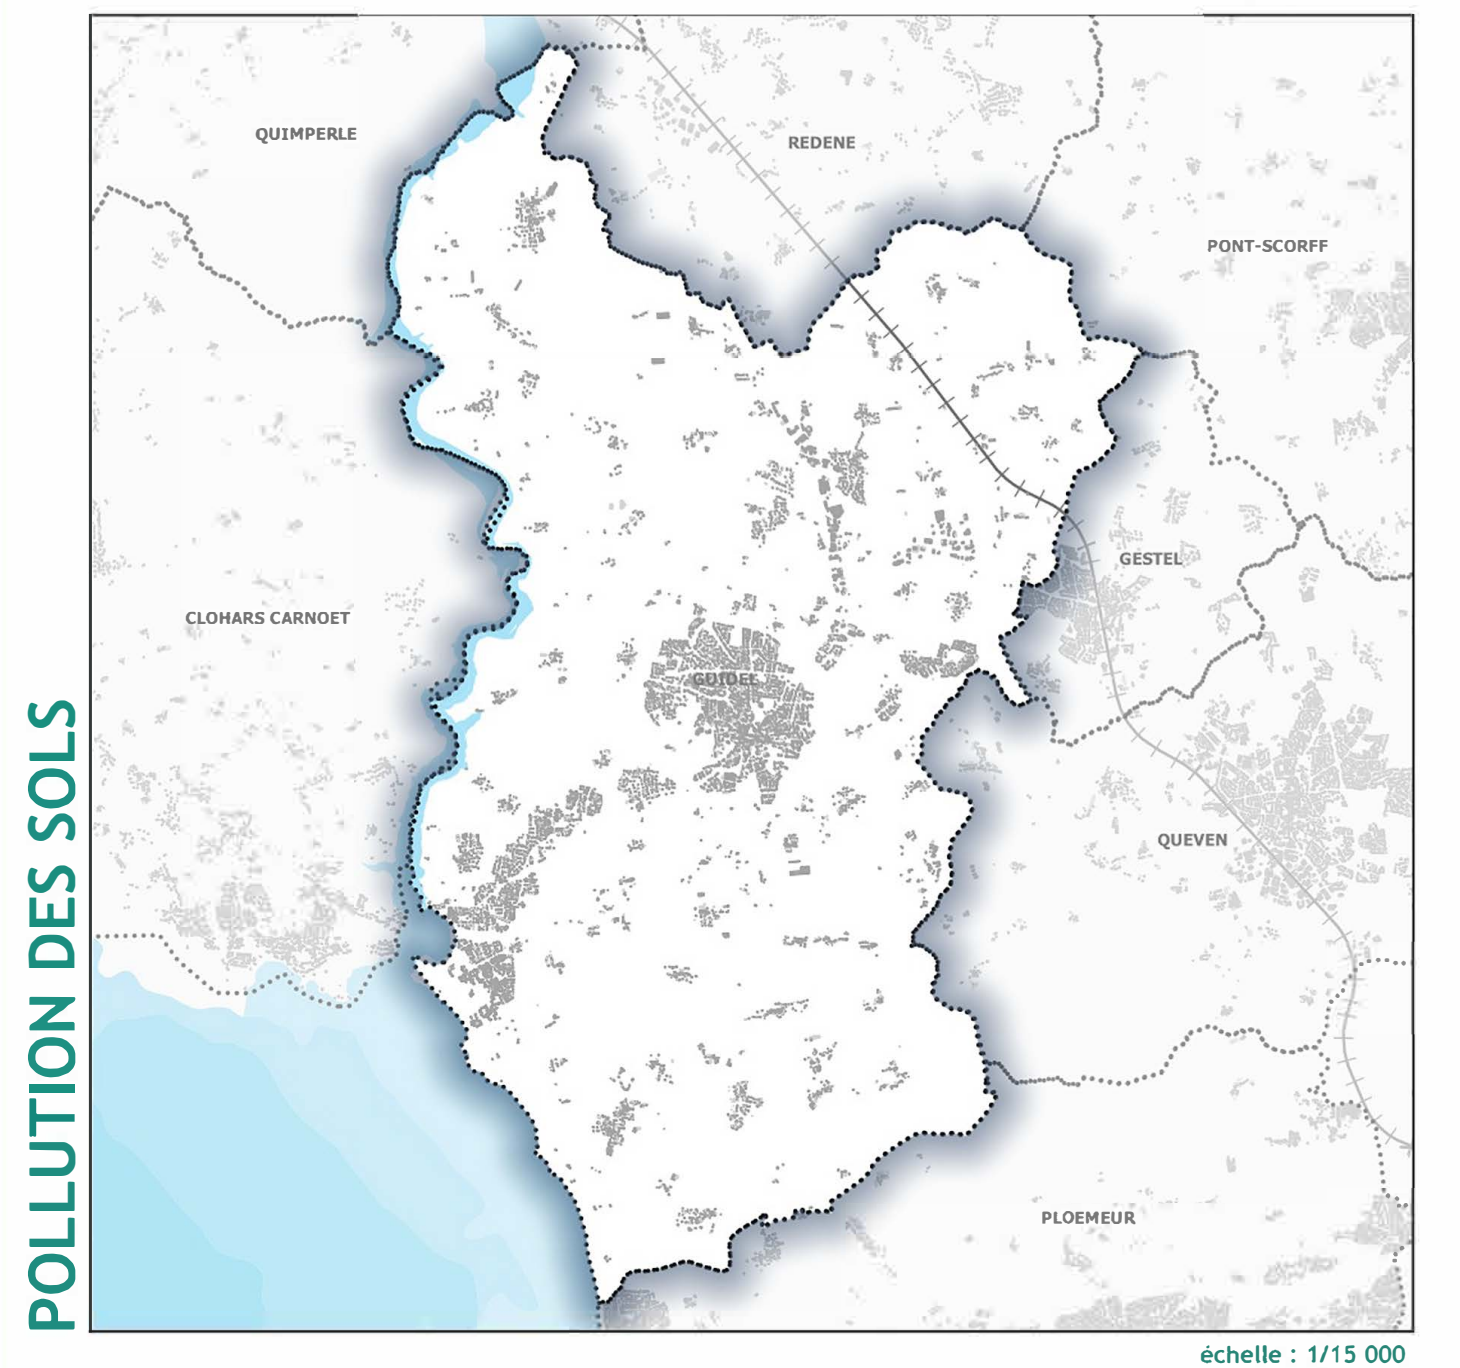 POLLUTION DES SOLS
QUIMPERLE
REDENE
PONT-SCORFF
GESTEL
CLOHARS CARNOET
GUIDEL
QUEVEN
PLOEMEUR
échelle : 1/15 000